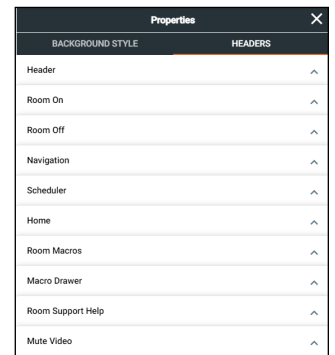 Properties
BACKGROUND STYLE HEADERS
Header
Room On
Room Off
Navigation
Scheduler
Home
Room Macros
Macro Drawer
Room Support Help
Mute Video